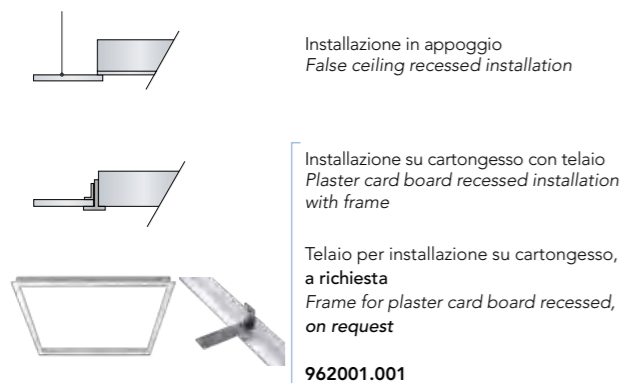 Installazione in appoggio
False ceiling recessed installation
Installazione su cartongesso con telaio
Plaster card board recessed installation
with frame
Telaio per installazione su cartongesso,
a richiesta
Frame for plaster card board recessed,
on request
962001.001